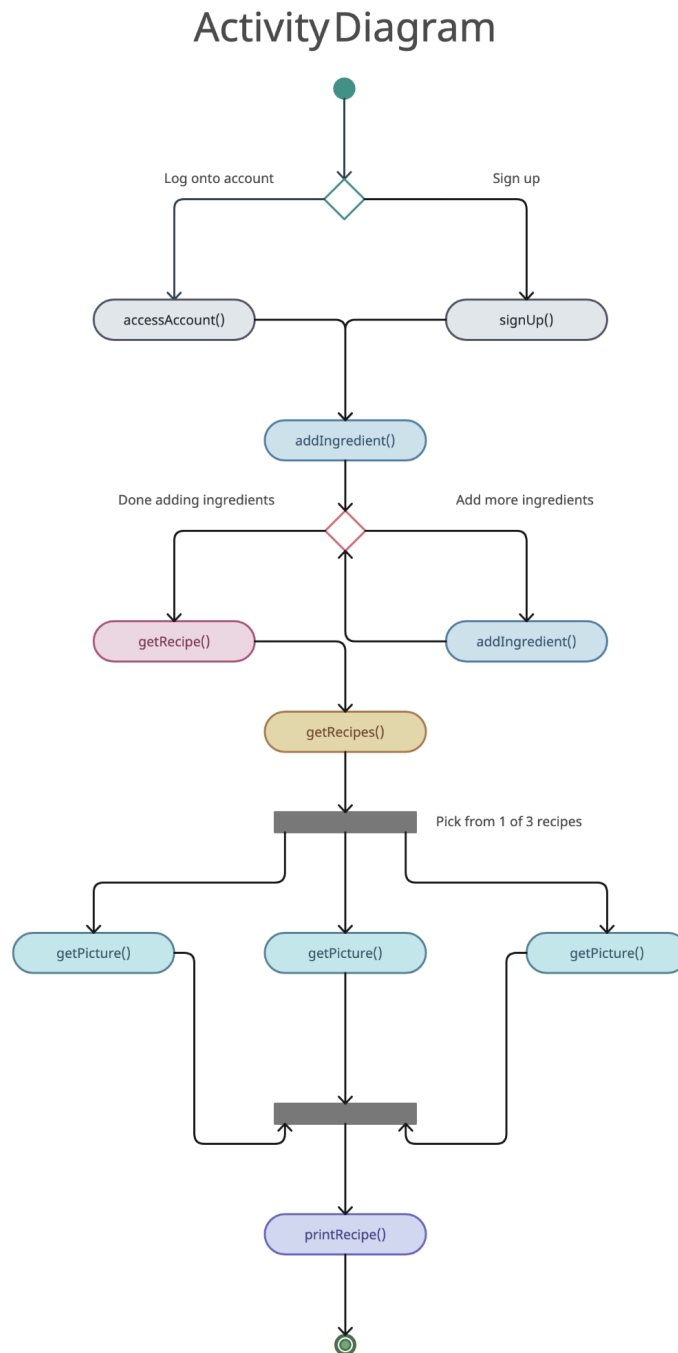 Activity Diagram
Log onto account
Sign up
accessAccount()
signUp()
addIngredient()
Done adding ingredients
Add more ingredients
getRecipe()
addIngredient()
getRecipes()
Pick from 1 of 3 recipes
getPicture()
getPicture()
getPicture()
printRecipe()